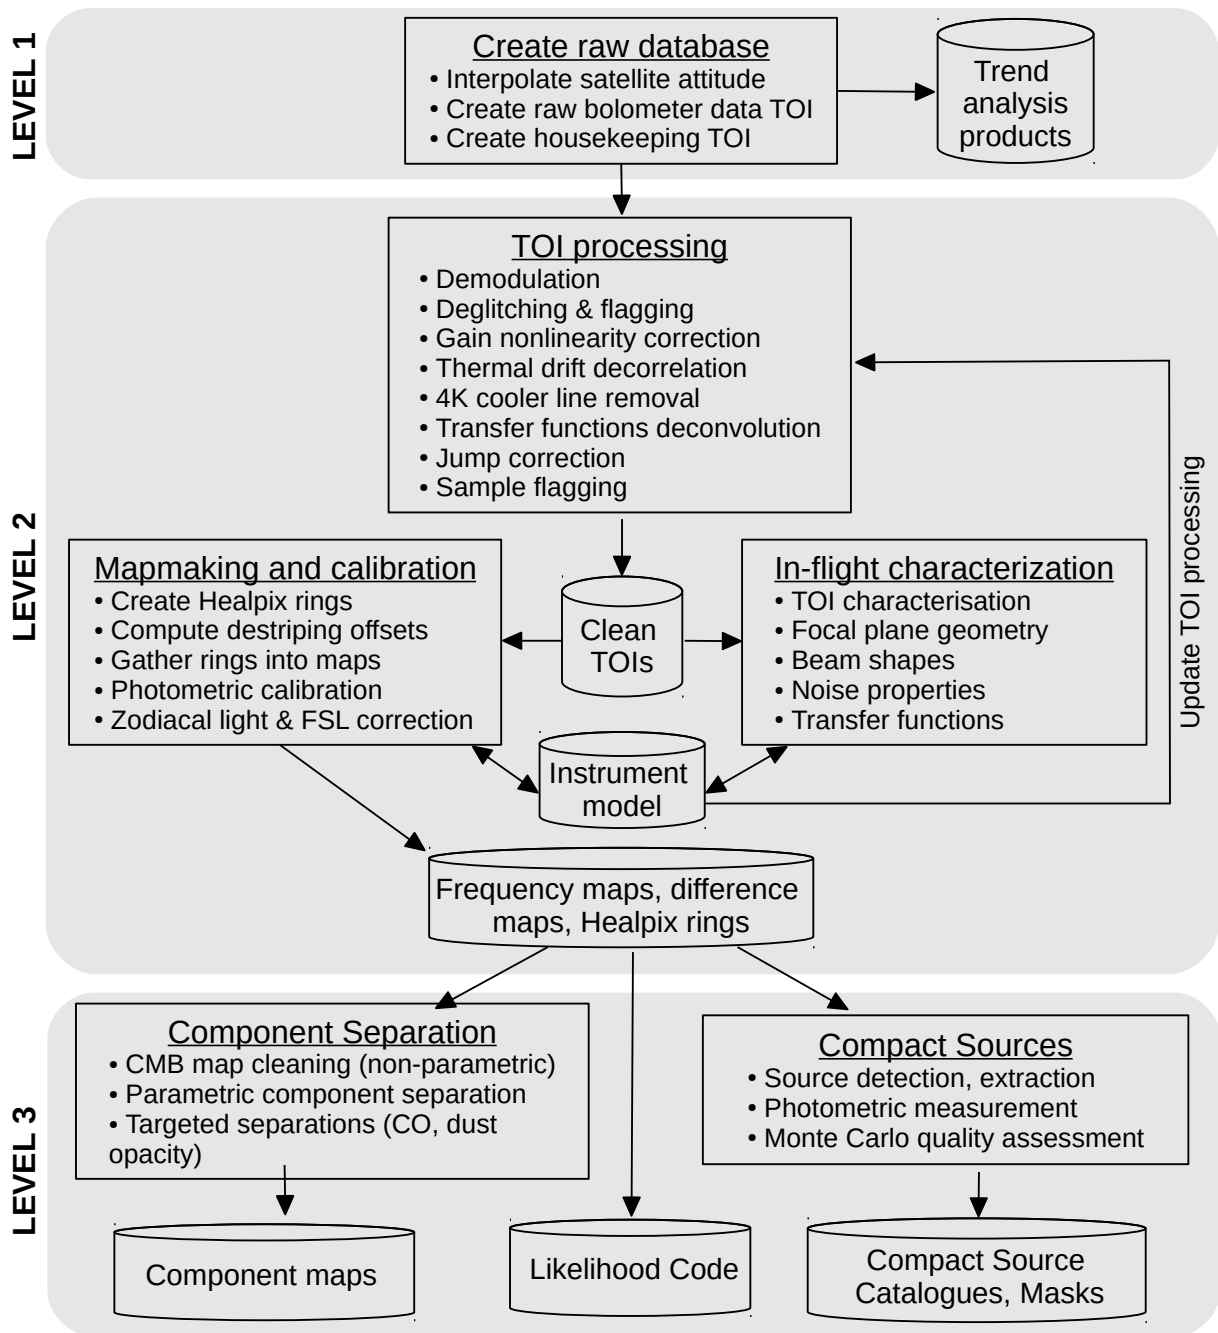 LEVEL 1
Create raw database
• Interpolate satellite attitude
• Create raw bolometer data TOI
• Create housekeeping TOI
Trend
analysis
products
LEVEL 2
TOI processing
• Demodulation
• Deglitching & flagging
• Gain nonlinearity correction
• Thermal drift decorrelation
• 4K cooler line removal
• Transfer functions deconvolution
• Jump correction
• Sample flagging
Update TOI processing
Mapmaking and calibration
• Create Healpix rings
• Compute destriping offsets
• Gather rings into maps
• Photometric calibration
• Zodiacal light & FSL correction
Clean
TOIs
In-flight characterization
• TOI characterisation
• Focal plane geometry
• Beam shapes
• Noise properties
• Transfer functions
Instrument
model
Frequency maps, difference
maps, Healpix rings
LEVEL 3
Component Separation
• CMB map cleaning (non-parametric)
• Parametric component separation
• Targeted separations (CO, dust
opacity)
Compact Sources
• Source detection, extraction
• Photometric measurement
• Monte Carlo quality assessment
Component maps
Likelihood Code
Compact Source
Catalogues, Masks